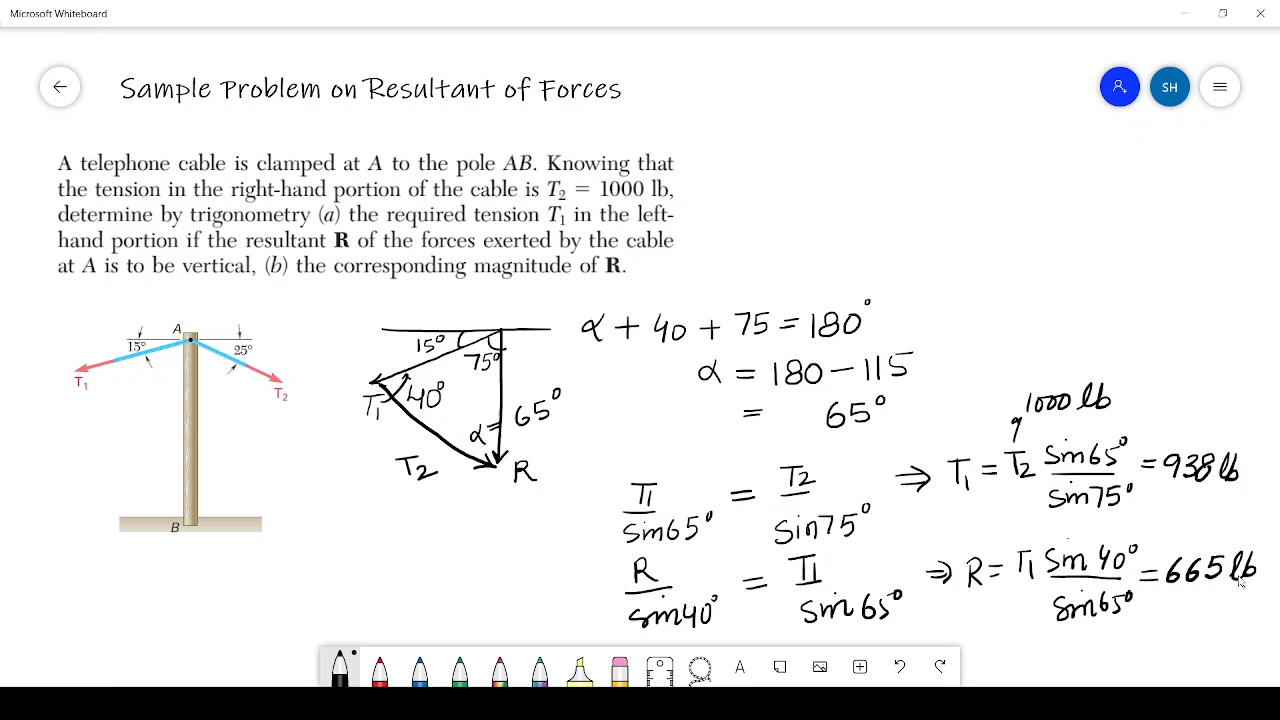 Microsoft Whiteboard
Sample Problem on Resultant of Forces
SH
A telephone cable is clamped at A to the pole AB. Knowing that
the tension in the right-hand portion of the cable is T₂ = 1000 lb,
determine by trigonometry (a) the required tension T₁ in the left-
hand portion if the resultant R of the forces exerted by the cable
at A is to be vertical, (b) the corresponding magnitude of R.
A
15°
25°
T₁
T₂
B
15°
75°
T₁
40°
α = 65°
T₂
R
α + 40 + 75 = 180°
α = 180 - 115
= 65°
1000 lb
T₁/sin65° = T₂/sin75° ⇒ T₁ = T₂ sin65°/sin75° = 938 lb
R/sin40° = T₁/sin65° ⇒ R = T₁ sin40°/sin65° = 665 lb
A